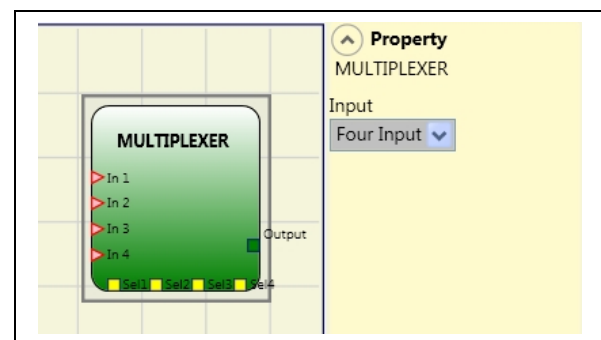 Property
MULTIPLEXER
Input
Four Input
MULTIPLEXER
In 1
In 2
In 3
In 4
Output
Sel1 Sel2 Sel3 Sel4